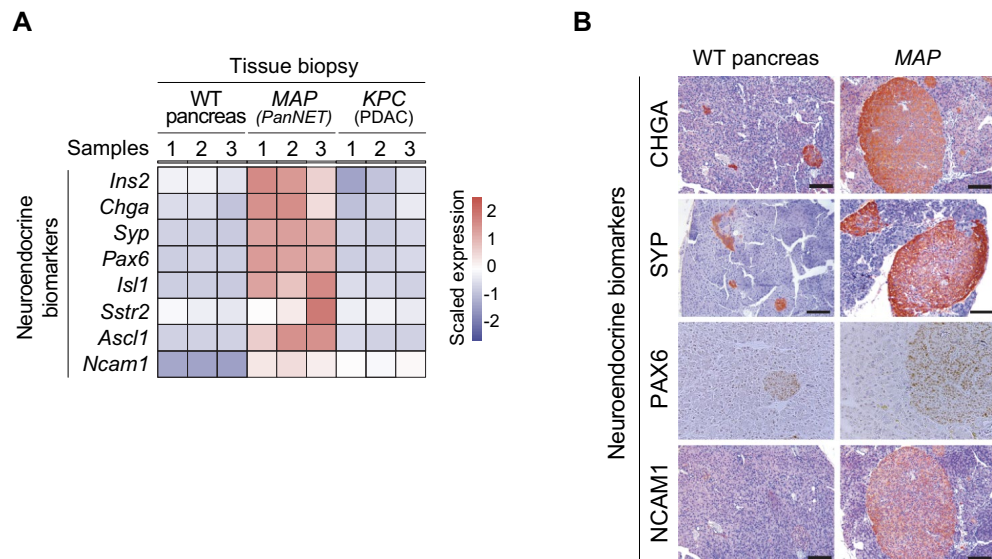 A
Tissue biopsy
WT pancreas
MAP (PanNET)
KPC (PDAC)
Samples 1 2 3 1 2 3 1 2 3
Neuroendocrine biomarkers
Ins2
Chga
Syp
Pax6
Isl1
Sstr2
Ascl1
Ncam1
Scaled expression
2
1
0
-1
-2
B
WT pancreas MAP
Neuroendocrine biomarkers
CHGA
SYP
PAX6
NCAM1